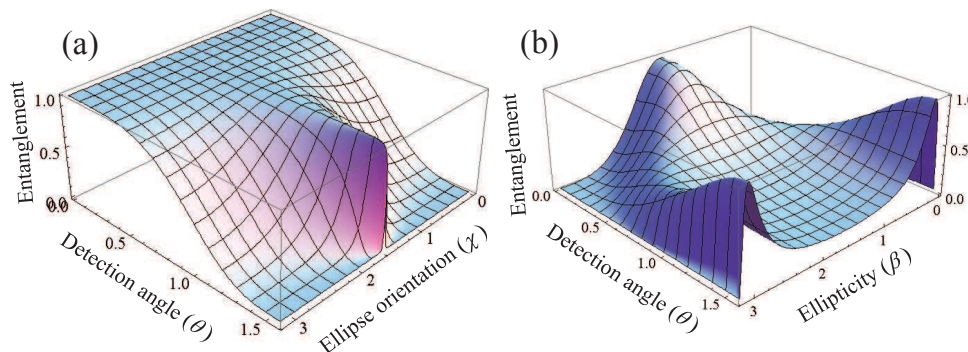 (a)
Entanglement
1.0
0.5
0.0
0.0
0.5
1.0
1.5
Detection angle (θ)
3
2
1
0
Ellipse orientation (χ)
(b)
Entanglement
0.0
0.5
1.0
1.5
Detection angle (θ)
3
2
1
0
Ellipticity (β)
1.0
0.5
0.0
Entanglement